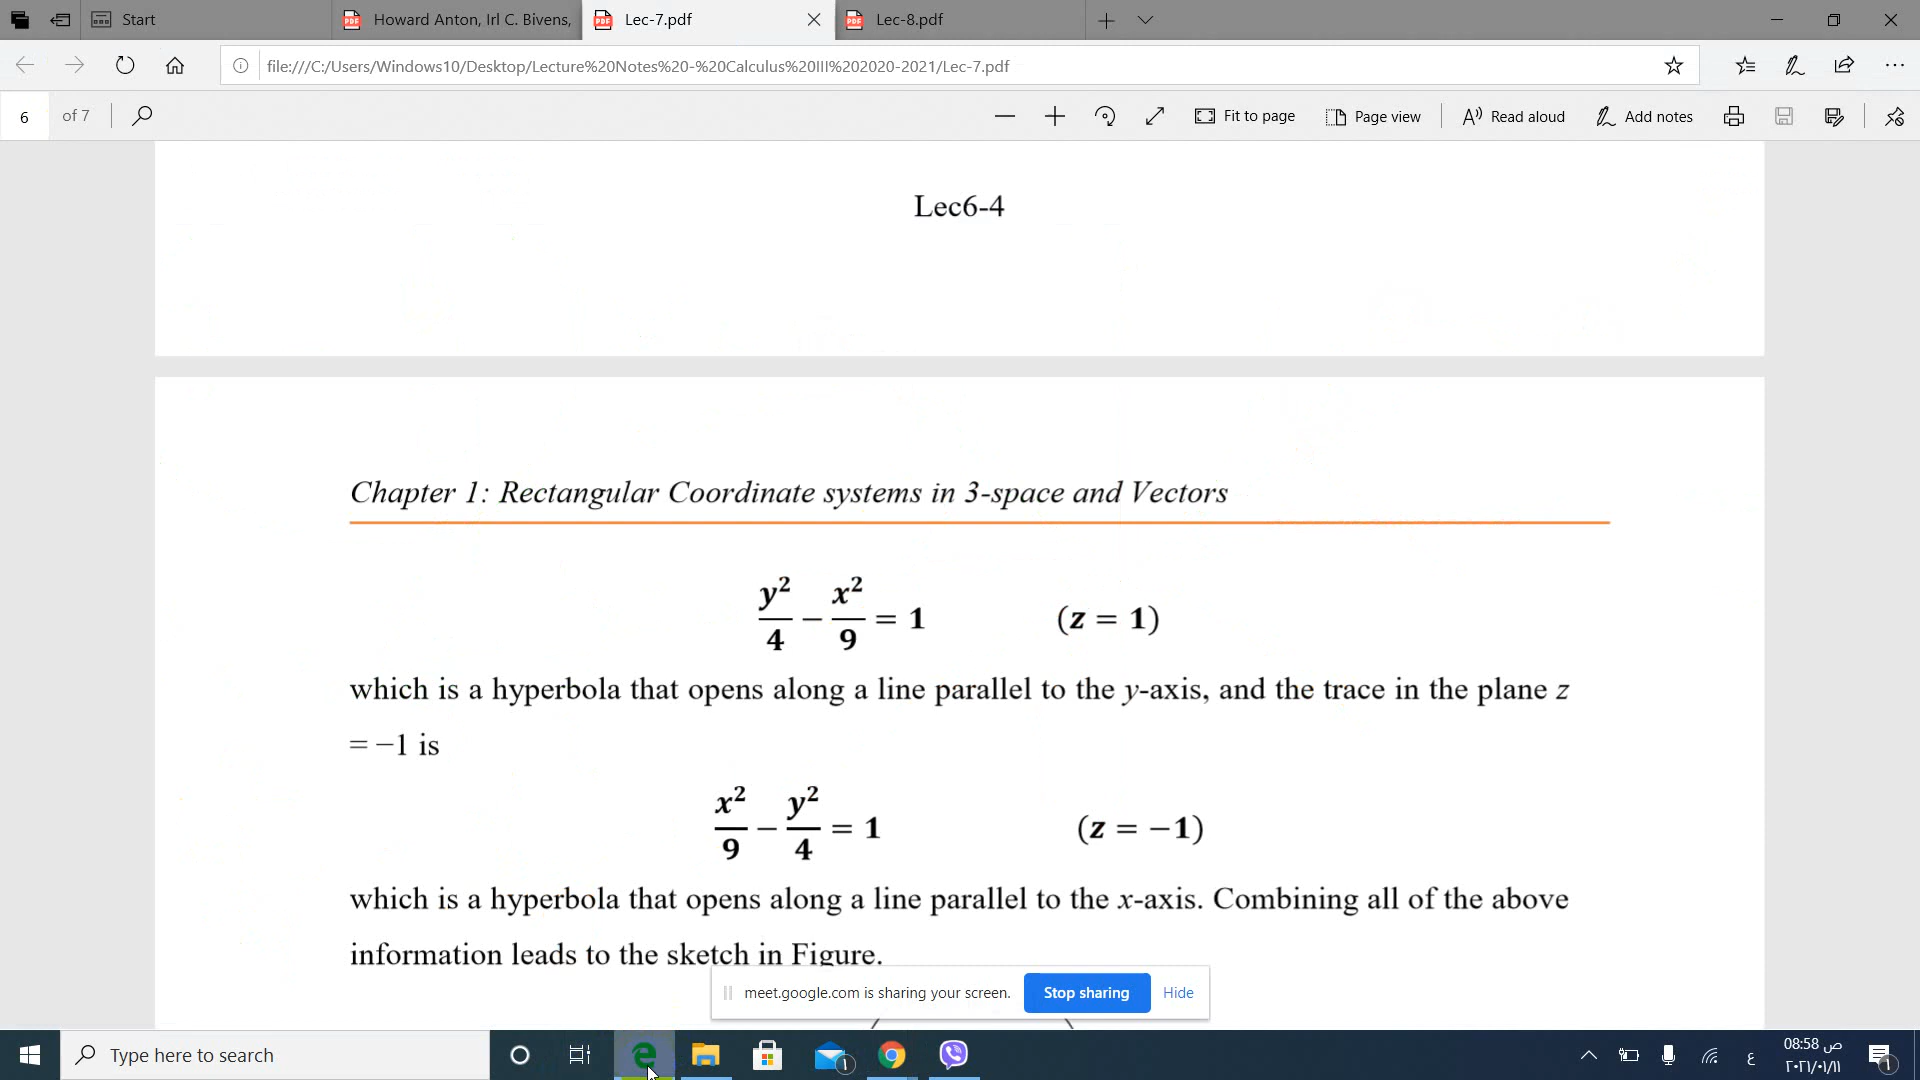 Start
Howard Anton, Irl C. Bivens,
Lec-7.pdf
Lec-8.pdf
file:///C:/Users/Windows10/Desktop/Lecture%20Notes%20-%20Calculus%20III%202020-2021/Lec-7.pdf
6 of 7
Fit to page
Page view
Read aloud
Add notes
Lec6-4
Chapter 1: Rectangular Coordinate systems in 3-space and Vectors
y²/4 − x²/9 = 1 (z = 1)
which is a hyperbola that opens along a line parallel to the y-axis, and the trace in the plane z
= −1 is
x²/9 − y²/4 = 1 (z = −1)
which is a hyperbola that opens along a line parallel to the x-axis. Combining all of the above
information leads to the sketch in Figure.
meet.google.com is sharing your screen.
Stop sharing
Hide
Type here to search
١
ع
08:58 ص
٢٠٢١/٠١/١١
١